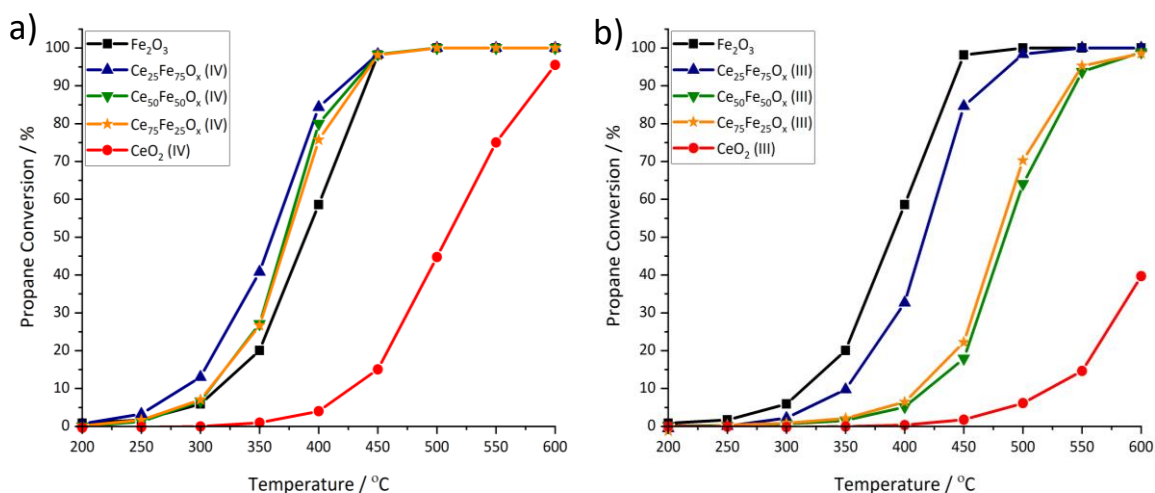 a)
Fe₂O₃
Ce₂₅Fe₇₅Oₓ (IV)
Ce₅₀Fe₅₀Oₓ (IV)
Ce₇₅Fe₂₅Oₓ (IV)
CeO₂ (IV)
Propane Conversion / %
100
90
80
70
60
50
40
30
20
10
0
200 250 300 350 400 450 500 550 600
Temperature / °C
b)
Fe₂O₃
Ce₂₅Fe₇₅Oₓ (III)
Ce₅₀Fe₅₀Oₓ (III)
Ce₇₅Fe₂₅Oₓ (III)
CeO₂ (III)
Propane Conversion / %
100
90
80
70
60
50
40
30
20
10
0
200 250 300 350 400 450 500 550 600
Temperature / °C